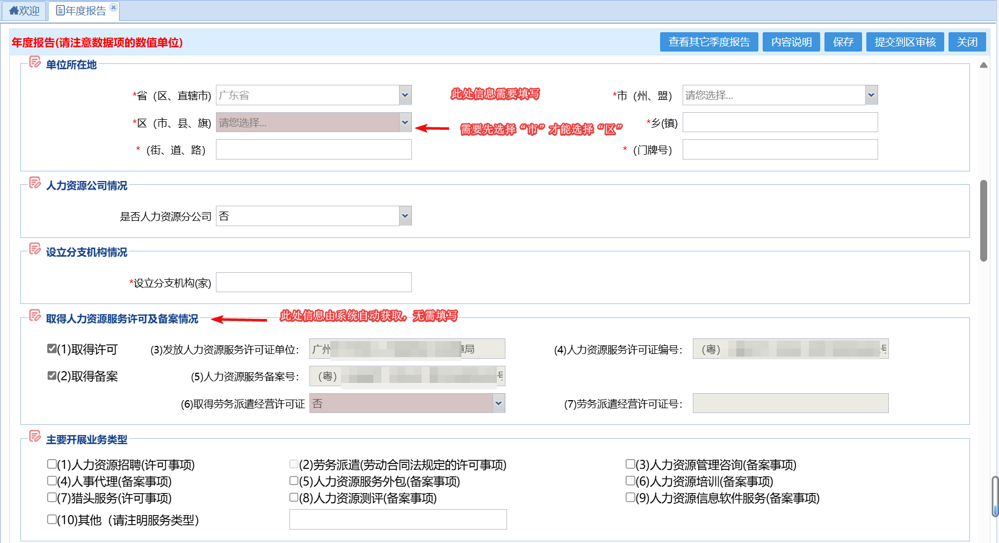 欢迎 年度报告
年度报告(请注意数据项的数值单位) 查看其它季度报告 内容说明 保存 提交到区审核 关闭
单位所在地
*省（区、直辖市) 广东省 此处信息需要填写 *市（州、盟） 请您选择...
*区（市、县、旗) 请您选择... 需要先选择“市”才能选择“区” *乡(镇)
*（街、道、路） *（门牌号）
人力资源公司情况
是否人力资源分公司 否
设立分支机构情况
*设立分支机构(家)
取得人力资源服务许可及备案情况 此处信息由系统自动获取，无需填写
(1)取得许可 (3)发放人力资源服务许可证单位： 广州 局 (4)人力资源服务许可证编号： （粤）
(2)取得备案 (5)人力资源服务备案号： （粤）
(6)取得劳务派遣经营许可证 否 (7)劳务派遣经营许可证号：
主要开展业务类型
(1)人力资源招聘(许可事项) (2)劳务派遣(劳动合同法规定的许可事项) (3)人力资源管理咨询(备案事项)
(4)人事代理(备案事项) (5)人力资源服务外包(备案事项) (6)人力资源培训(备案事项)
(7)猎头服务(许可事项) (8)人力资源测评(备案事项) (9)人力资源信息软件服务(备案事项)
(10)其他（请注明服务类型）